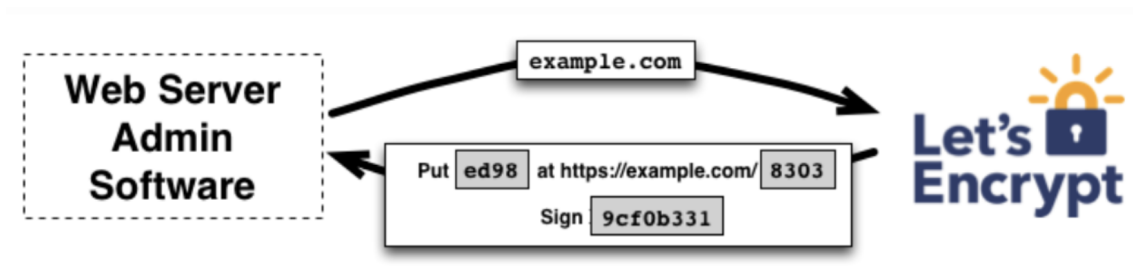 Web Server
Admin
Software
example.com
Put ed98 at https://example.com/ 8303
Sign 9cf0b331
Let's
Encrypt